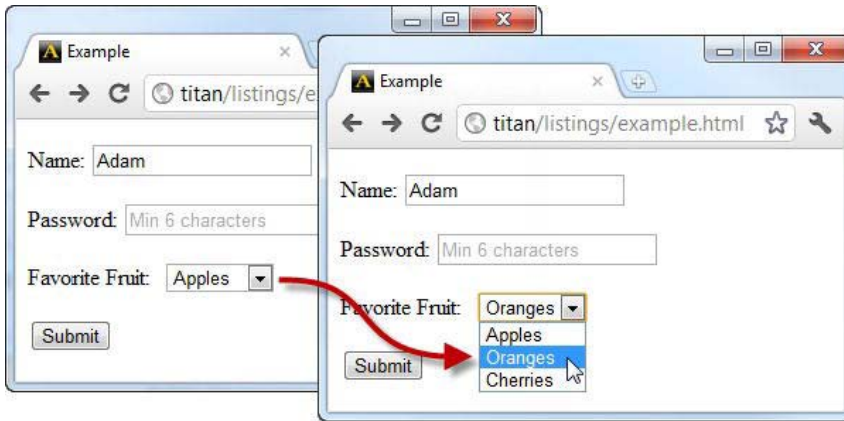 Example
titan/listings/e
Name: Adam
Password: Min 6 characters
Favorite Fruit: Apples
Submit
Example
titan/listings/example.html
Name: Adam
Password: Min 6 characters
Favorite Fruit: Oranges
Apples
Oranges
Cherries
Submit